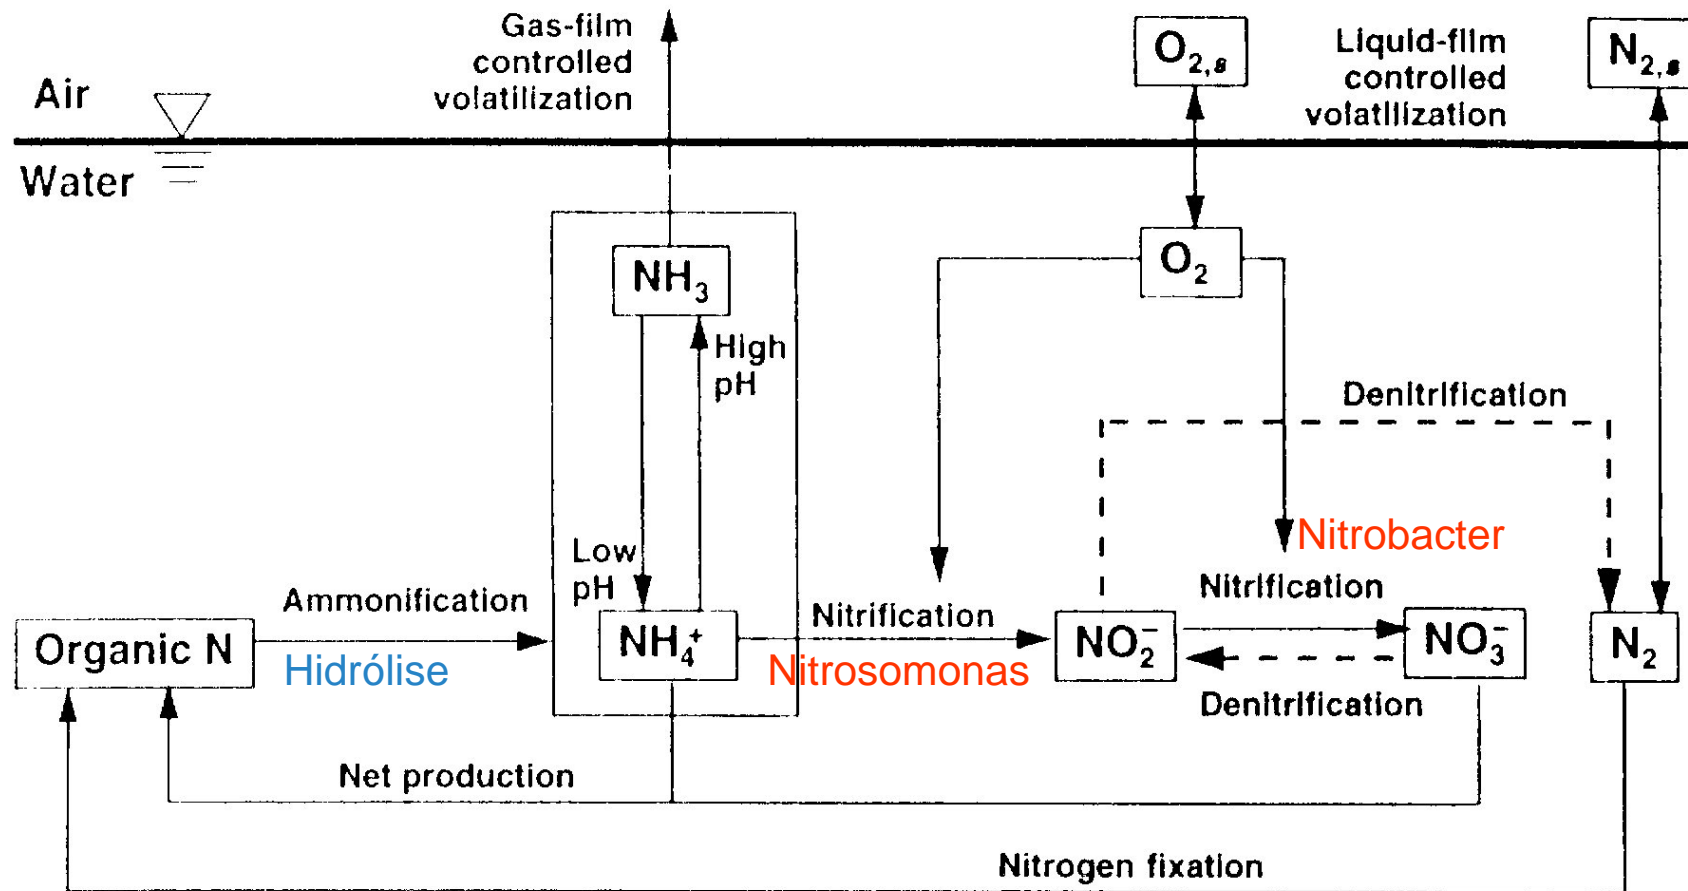 Gas-film
controlled
volatilization
O₂,s
Liquid-film
controlled
volatilization
N₂,s
Air
Water
NH₃
O₂
High
pH
Denitrification
Low
pH
Nitrobacter
Ammonification
Nitrification
Nitrification
Organic N
Hidrólise
NH₄⁺
Nitrosomonas
NO₂⁻
NO₃⁻
N₂
Denitrification
Net production
Nitrogen fixation